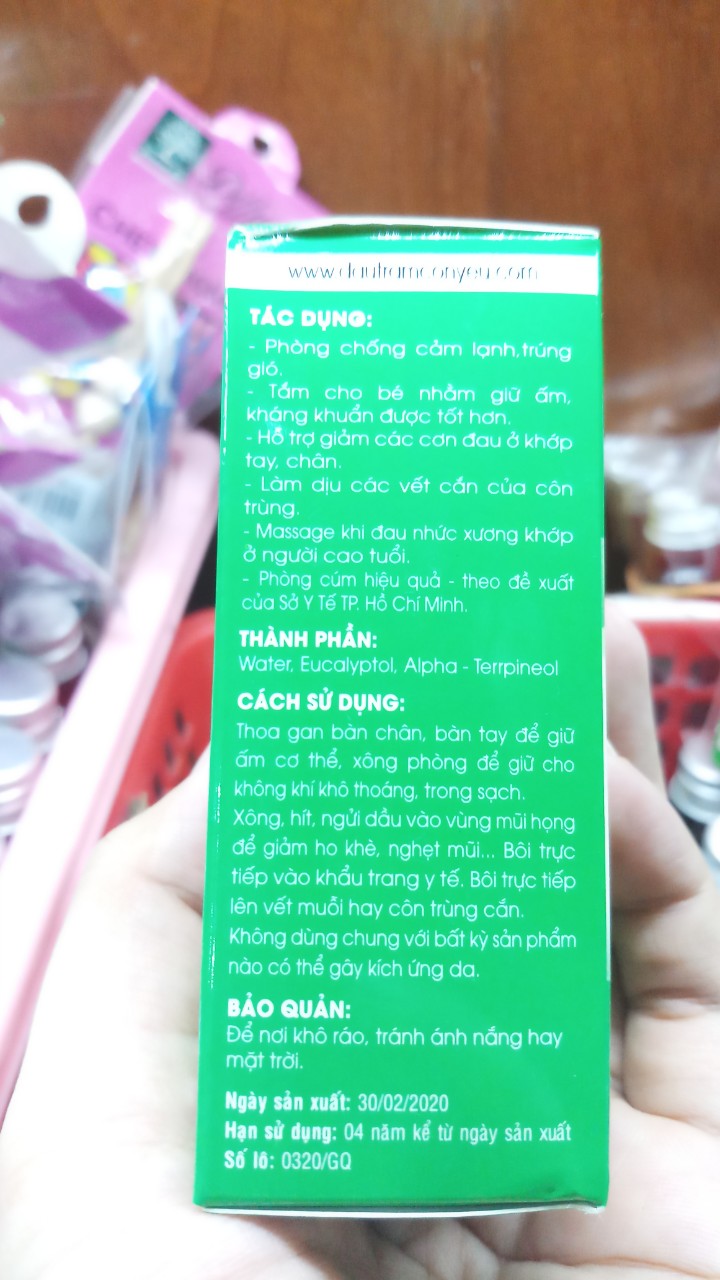 www.dautramconyeu.com
TÁC DỤNG:
- Phòng chống cảm lạnh,trúng
gió.
- Tắm cho bé nhằm giữ ấm,
kháng khuẩn được tốt hơn.
- Hỗ trợ giảm các cơn đau ở khớp
tay, chân.
- Làm dịu các vết cắn của côn
trùng.
- Massage khi đau nhức xương khớp
ở người cao tuổi.
- Phòng cúm hiệu quả - theo đề xuất
của Sở Y Tế TP. Hồ Chí Minh.
THÀNH PHẦN:
Water, Eucalyptol, Alpha - Terrpineol
CÁCH SỬ DỤNG:
Thoa gan bàn chân, bàn tay để giữ
ấm cơ thể, xông phòng để giữ cho
không khí khô thoáng, trong sạch.
Xông, hít, ngửi dầu vào vùng mũi họng
để giảm ho khè, nghẹt mũi... Bôi trực
tiếp vào khẩu trang y tế. Bôi trực tiếp
lên vết muỗi hay côn trùng cắn.
Không dùng chung với bất kỳ sản phẩm
nào có thể gây kích ứng da.
BẢO QUẢN:
Để nơi khô ráo, tránh ánh nắng hay
mặt trời.
Ngày sản xuất: 30/02/2020
Hạn sử dụng: 04 năm kể từ ngày sản xuất
Số lô: 0320/GQ